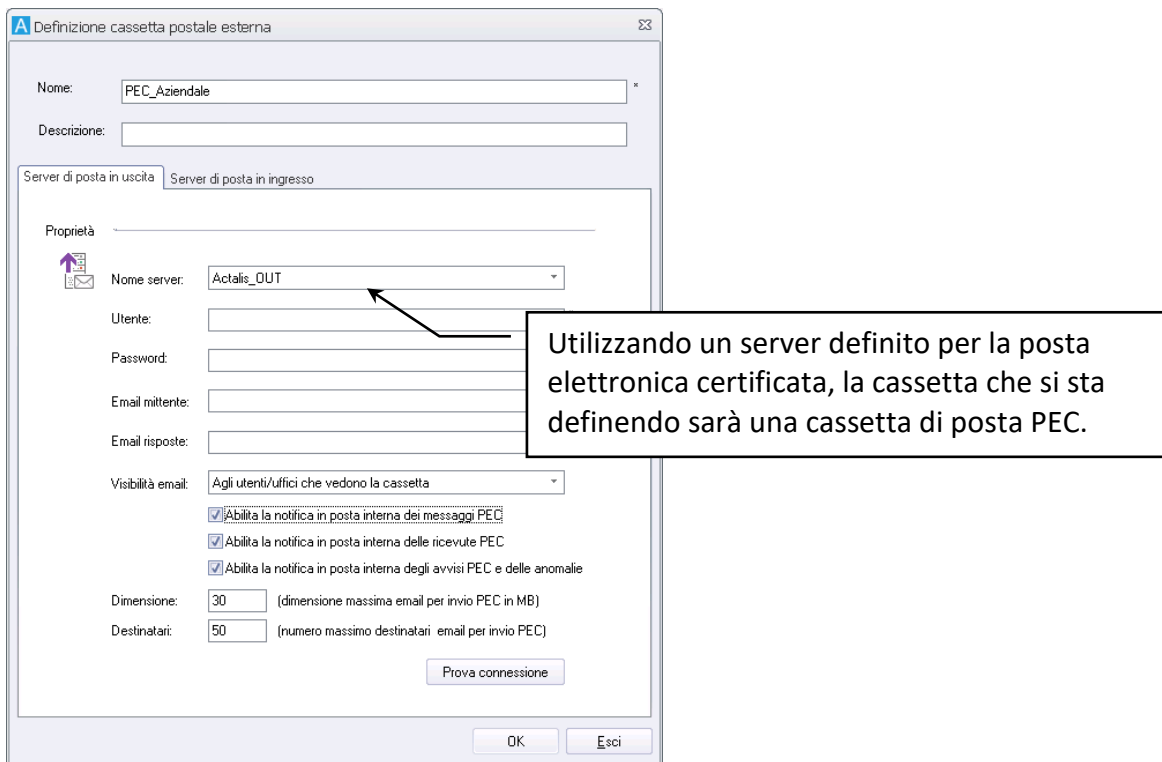 A Definizione cassetta postale esterna
Nome: PEC_Aziendale *
Descrizione:
Server di posta in uscita Server di posta in ingresso
Proprietà
Nome server: Actalis_OUT
Utente:
Password:
Email mittente:
Email risposte:
Utilizzando un server definito per la posta
elettronica certificata, la cassetta che si sta
definendo sarà una cassetta di posta PEC.
Visibilità email: Agli utenti/uffici che vedono la cassetta
Abilita la notifica in posta interna dei messaggi PEC
Abilita la notifica in posta interna delle ricevute PEC
Abilita la notifica in posta interna degli avvisi PEC e delle anomalie
Dimensione: 30 (dimensione massima email per invio PEC in MB)
Destinatari: 50 (numero massimo destinatari email per invio PEC)
Prova connessione
OK Esci